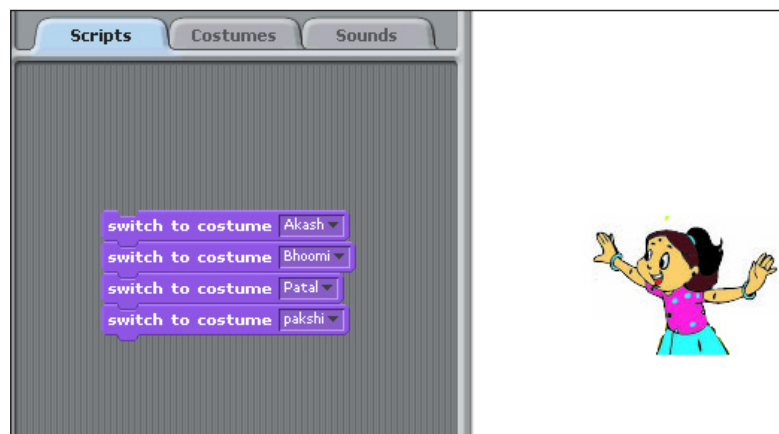 Scripts Costumes Sounds
switch to costume Akash
switch to costume Bhoomi
switch to costume Patal
switch to costume pakshi